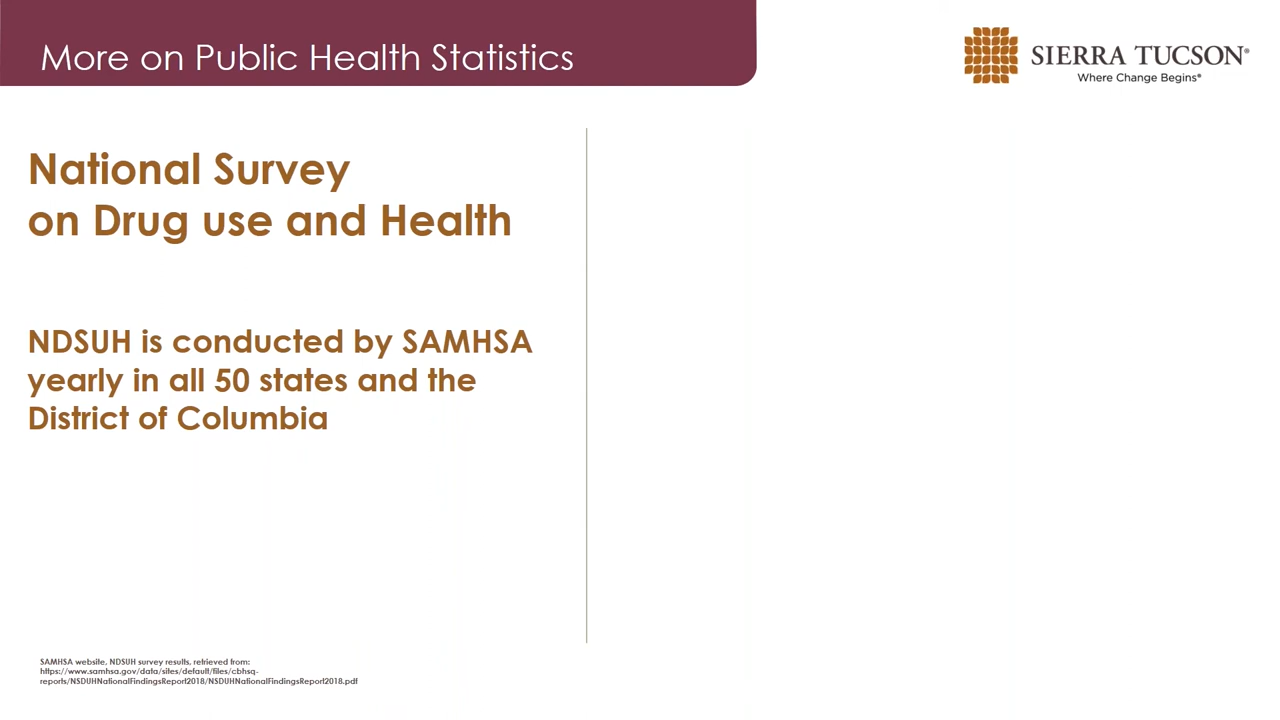 More on Public Health Statistics
SIERRA TUCSON®
Where Change Begins®
National Survey
on Drug use and Health
NDSUH is conducted by SAMHSA
yearly in all 50 states and the
District of Columbia
SAMHSA website, NDSUH survey results, retrieved from:
https://www.samhsa.gov/data/sites/default/files/cbhsq-
reports/NSDUHNationalFindingsReport2018/NSDUHNationalFindingsReport2018.pdf